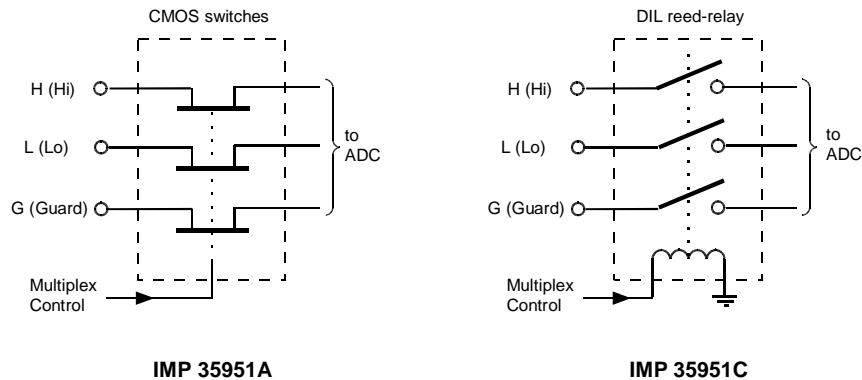 CMOS switches
H (Hi)
L (Lo)
G (Guard)
to
ADC
Multiplex
Control
IMP 35951A
DIL reed-relay
H (Hi)
L (Lo)
G (Guard)
to
ADC
Multiplex
Control
IMP 35951C